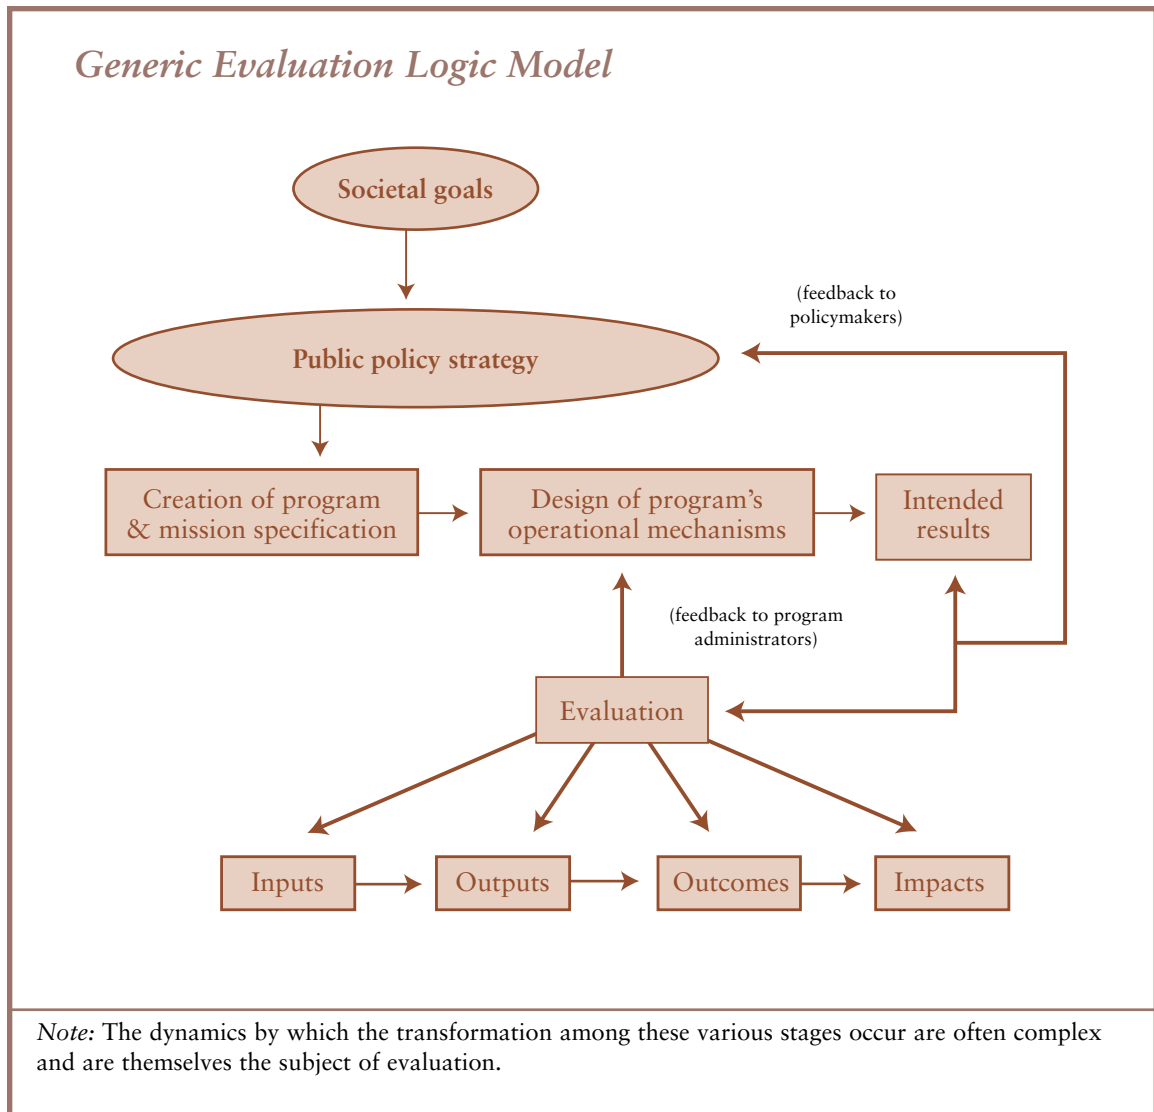 Generic Evaluation Logic Model
Societal goals
(feedback to
policymakers)
Public policy strategy
Creation of program
& mission specification
Design of program’s
operational mechanisms
Intended
results
(feedback to program
administrators)
Evaluation
Inputs
Outputs
Outcomes
Impacts
Note: The dynamics by which the transformation among these various stages occur are often complex
and are themselves the subject of evaluation.